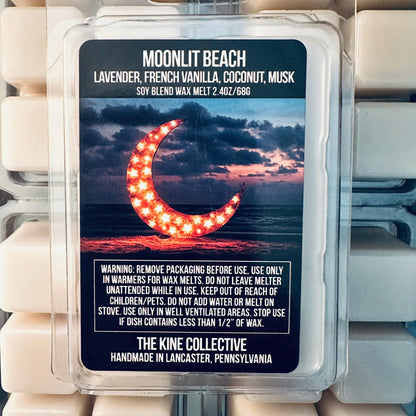 MOONLIT BEACH
LAVENDER, FRENCH VANILLA, COCONUT, MUSK
SOY BLEND WAX MELT 2.4OZ/68G
WARNING: REMOVE PACKAGING BEFORE USE. USE ONLY
IN WARMERS FOR WAX MELTS. DO NOT LEAVE MELTER
UNATTENDED WHILE IN USE. KEEP OUT OF REACH OF
CHILDREN/PETS. DO NOT ADD WATER OR MELT ON
STOVE. USE ONLY IN WELL VENTILATED AREAS. STOP USE
IF DISH CONTAINS LESS THAN 1/2" OF WAX.
THE KINE COLLECTIVE
HANDMADE IN LANCASTER, PENNSYLVANIA